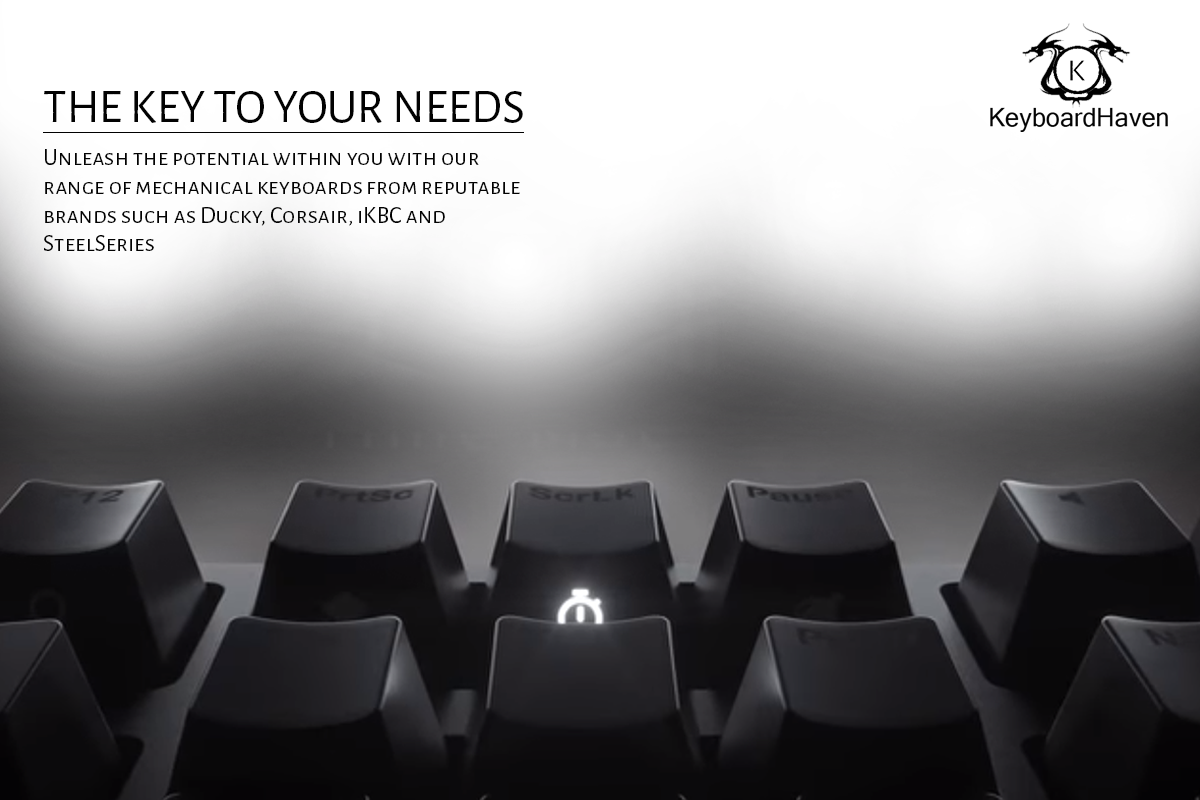 THE KEY TO YOUR NEEDS
K
KeyboardHaven
Unleash the potential within you with our
range of mechanical keyboards from reputable
brands such as Ducky, Corsair, iKBC and
SteelSeries
F12
PrtSc
ScrLk
Pause